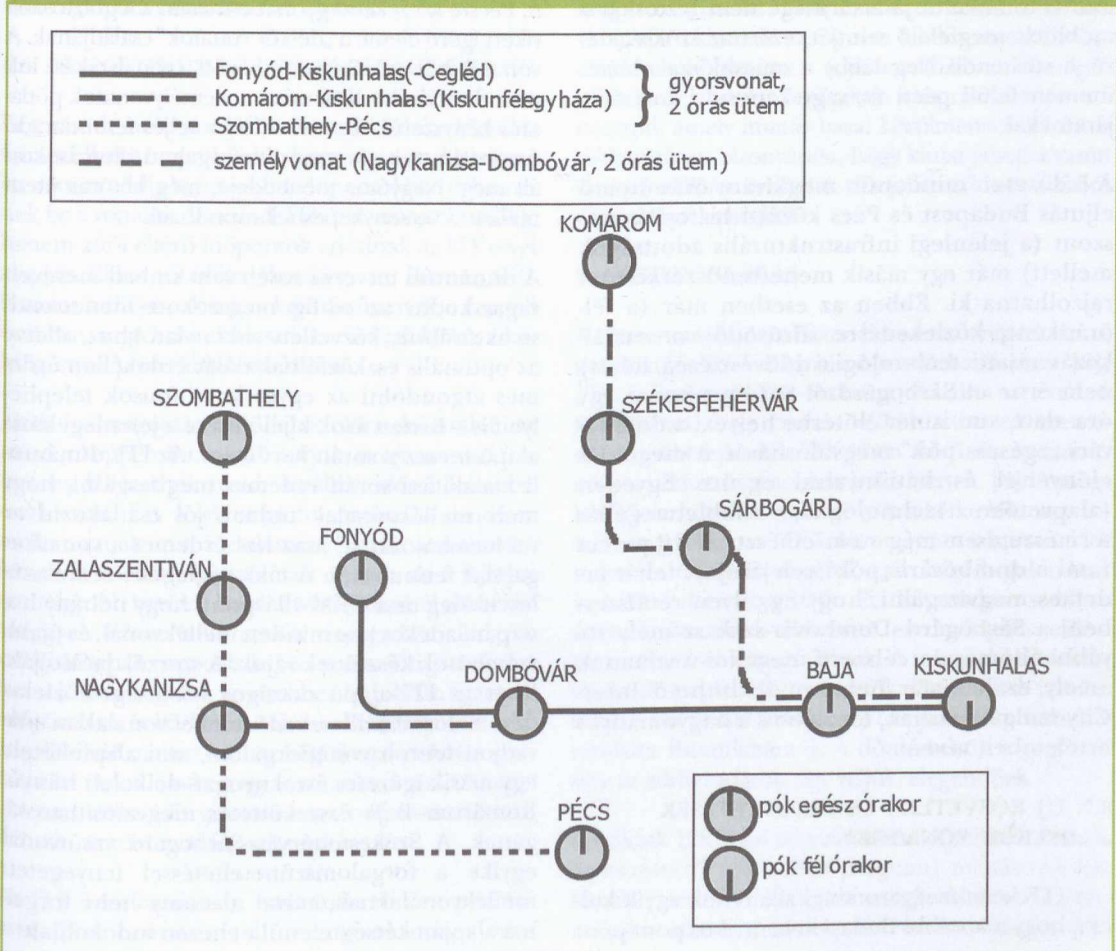 Fonyód-Kiskunhalas(-Cegléd)
Komárom-Kiskunhalas-(Kiskunfélegyháza)
Szombathely-Pécs
személyvonat (Nagykanizsa-Dombóvár, 2 órás ütem)
gyorsvonat,
2 órás ütem
KOMÁROM
SZOMBATHELY
SZÉKESFEHÉRVÁR
SÁRBOGÁRD
FONYÓD
ZALASZENTIVÁN
NAGYKANIZSA
DOMBÓVÁR
BAJA
KISKUNHALAS
PÉCS
pók egész órakor
pók fél órakor